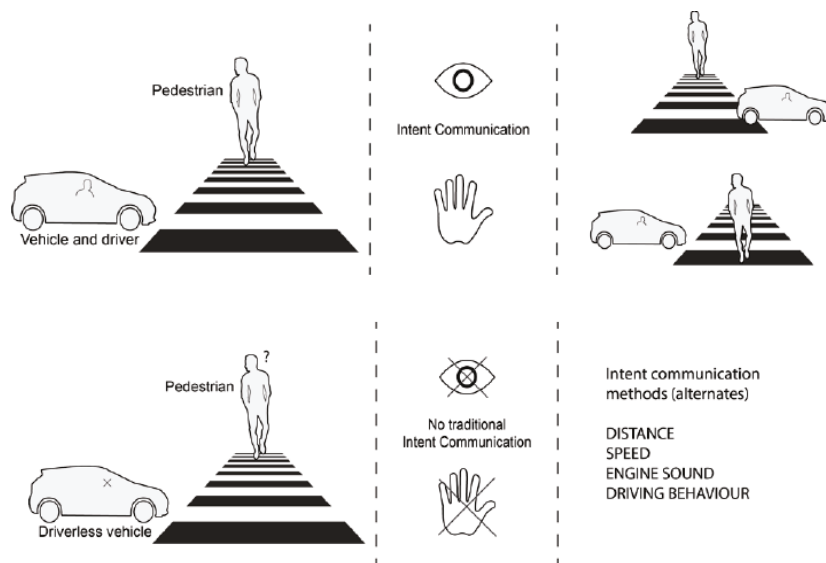 Pedestrian
Vehicle and driver
Intent Communication
?
Pedestrian
Driverless vehicle
No traditional
Intent Communication
Intent communication
methods (alternates)
DISTANCE
SPEED
ENGINE SOUND
DRIVING BEHAVIOUR